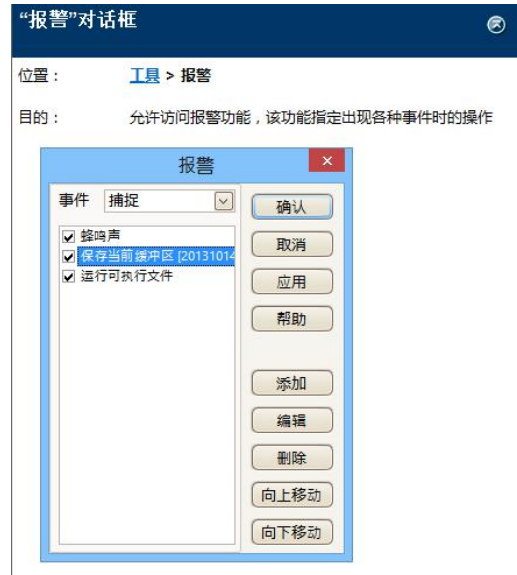 “报警”对话框
位置： 工具 > 报警
目的： 允许访问报警功能，该功能指定出现各种事件时的操作
报警
事件 捕捉
确认
蜂鸣声
取消
保存当前缓冲区 [20131014
运行可执行文件
应用
帮助
添加
编辑
删除
向上移动
向下移动